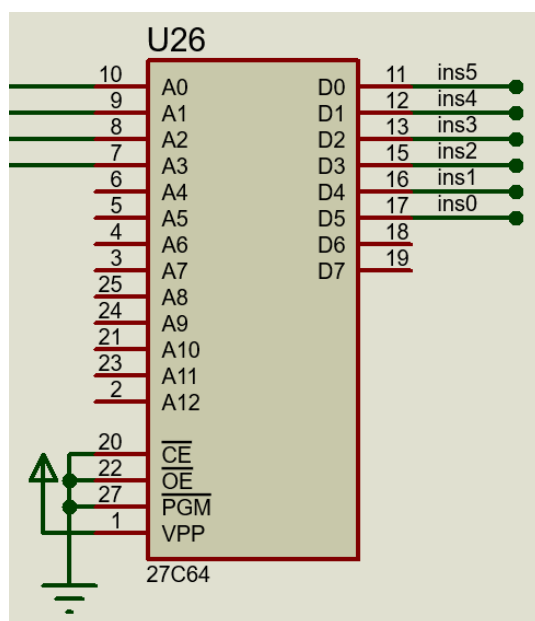 U26
10 A0 D0 11 ins5
9 A1 D1 12 ins4
8 A2 D2 13 ins3
7 A3 D3 15 ins2
6 A4 D4 16 ins1
5 A5 D5 17 ins0
4 A6 D6 18
3 A7 D7 19
25 A8
24 A9
21 A10
23 A11
2 A12
20 CE
22 OE
27 PGM
1 VPP
27C64